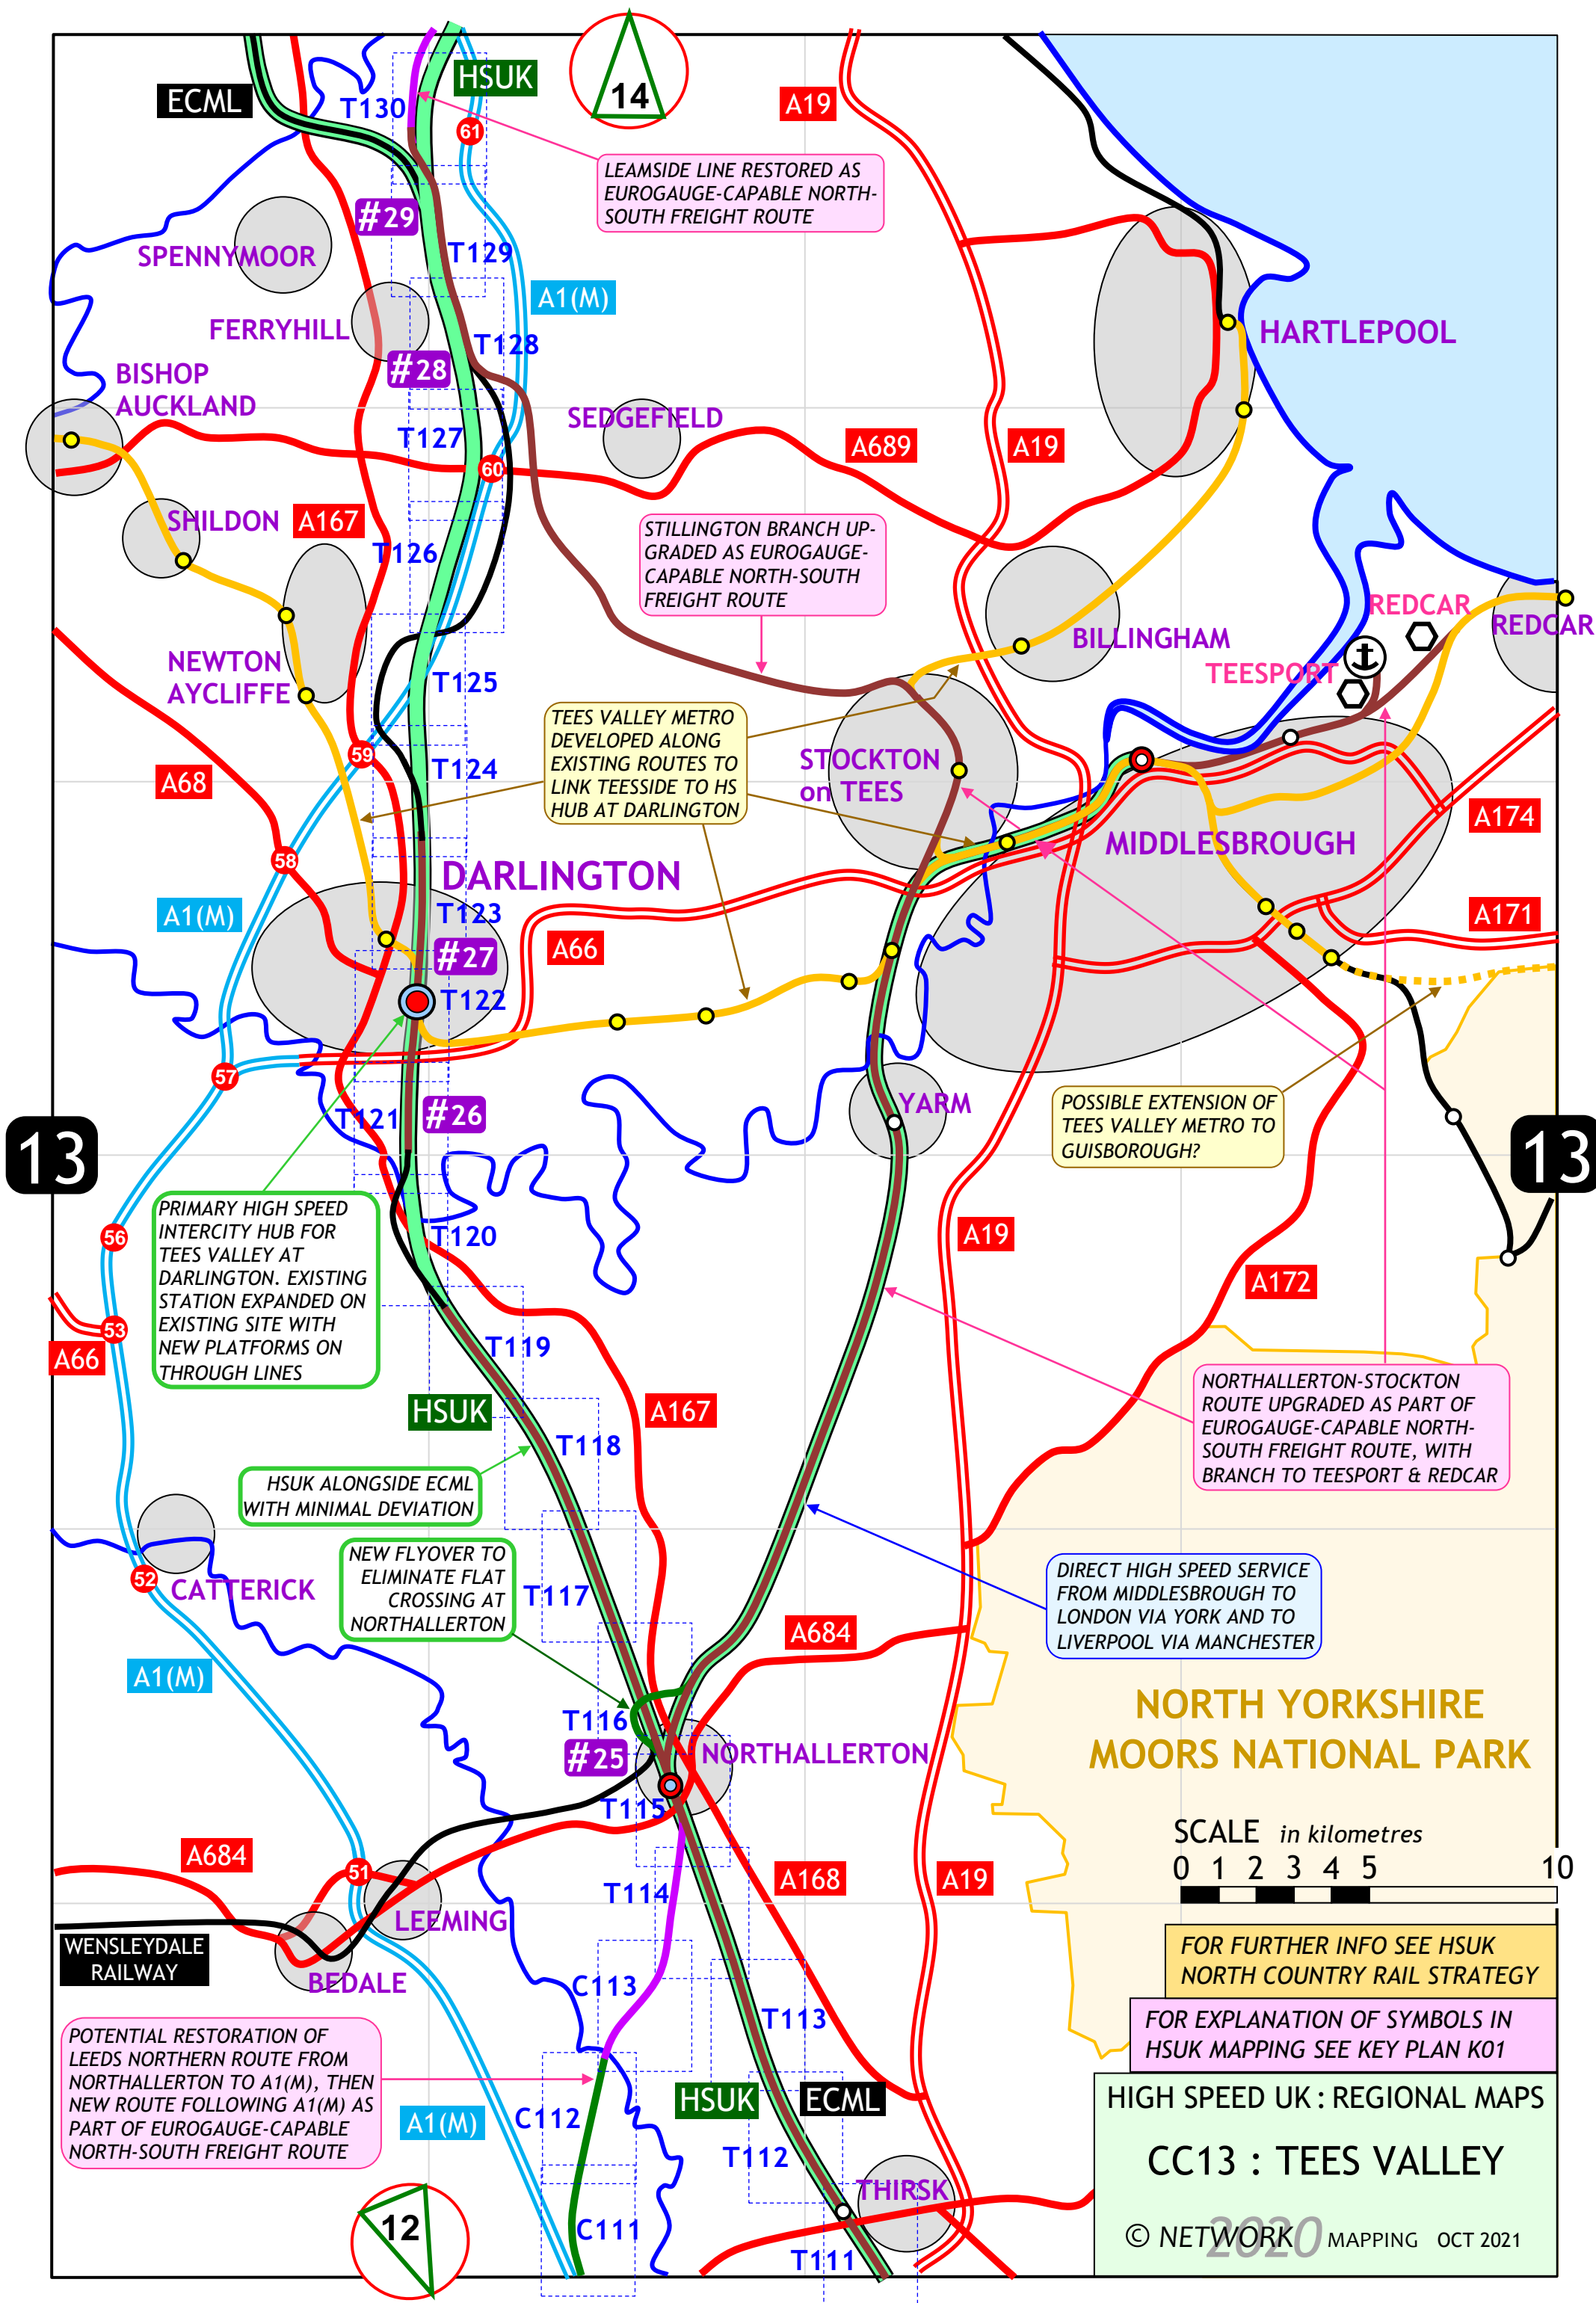 14
ECML
HSUK
T130
61
A19
LEAMSIDE LINE RESTORED AS
EUROGAUGE-CAPABLE NORTH-
SOUTH FREIGHT ROUTE
#29
SPENNYMOOR
T129
A1(M)
FERRYHILL
T128
HARTLEPOOL
#28
BISHOP
AUCKLAND
SEDGEFIELD
T127
A689
A19
60
SHILDON
A167
T126
STILLINGTON BRANCH UP-
GRADED AS EUROGAUGE-
CAPABLE NORTH-SOUTH
FREIGHT ROUTE
REDCAR
REDCAR
BILLINGHAM
NEWTON
AYCLIFFE
TEESPORT
T125
TEES VALLEY METRO
DEVELOPED ALONG
EXISTING ROUTES TO
LINK TEESSIDE TO HS
HUB AT DARLINGTON
59
A68
T124
STOCKTON
on TEES
A174
58
MIDDLESBROUGH
DARLINGTON
A1(M)
T123
A171
A66
#27
T122
57
T121
#26
YARM
POSSIBLE EXTENSION OF
TEES VALLEY METRO TO
GUISBOROUGH?
13
13
PRIMARY HIGH SPEED
INTERCITY HUB FOR
TEES VALLEY AT
DARLINGTON. EXISTING
STATION EXPANDED ON
EXISTING SITE WITH
NEW PLATFORMS ON
THROUGH LINES
56
T120
A19
A172
53
A66
T119
HSUK
A167
NORTHALLERTON-STOCKTON
ROUTE UPGRADED AS PART OF
EUROGAUGE-CAPABLE NORTH-
SOUTH FREIGHT ROUTE, WITH
BRANCH TO TEESPORT & REDCAR
T118
HSUK ALONGSIDE ECML
WITH MINIMAL DEVIATION
NEW FLYOVER TO
ELIMINATE FLAT
CROSSING AT
NORTHALLERTON
52
CATTERICK
T117
DIRECT HIGH SPEED SERVICE
FROM MIDDLESBROUGH TO
LONDON VIA YORK AND TO
LIVERPOOL VIA MANCHESTER
A684
A1(M)
NORTH YORKSHIRE
MOORS NATIONAL PARK
T116
#25
NORTHALLERTON
T115
SCALE in kilometres
0 1 2 3 4 5 10
A684
51
T114
A168
A19
LEEMING
WENSLEYDALE
RAILWAY
BEDALE
C113
T113
FOR FURTHER INFO SEE HSUK
NORTH COUNTRY RAIL STRATEGY
FOR EXPLANATION OF SYMBOLS IN
HSUK MAPPING SEE KEY PLAN K01
POTENTIAL RESTORATION OF
LEEDS NORTHERN ROUTE FROM
NORTHALLERTON TO A1(M), THEN
NEW ROUTE FOLLOWING A1(M) AS
PART OF EUROGAUGE-CAPABLE
NORTH-SOUTH FREIGHT ROUTE
A1(M)
C112
HSUK
ECML
T112
THIRSK
12
C111
T111
HIGH SPEED UK : REGIONAL MAPS
CC13 : TEES VALLEY
© NETWORK 2020 MAPPING OCT 2021